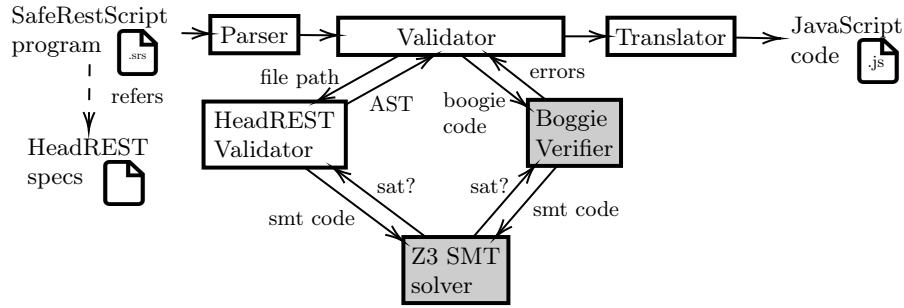 SafeRestScript
program
.srs
refers
HeadREST
specs
Parser
Validator
Translator
JavaScript
code
.js
file path
AST
boogie
code
errors
HeadREST
Validator
Boggie
Verifier
sat?
sat?
smt code
smt code
Z3 SMT
solver